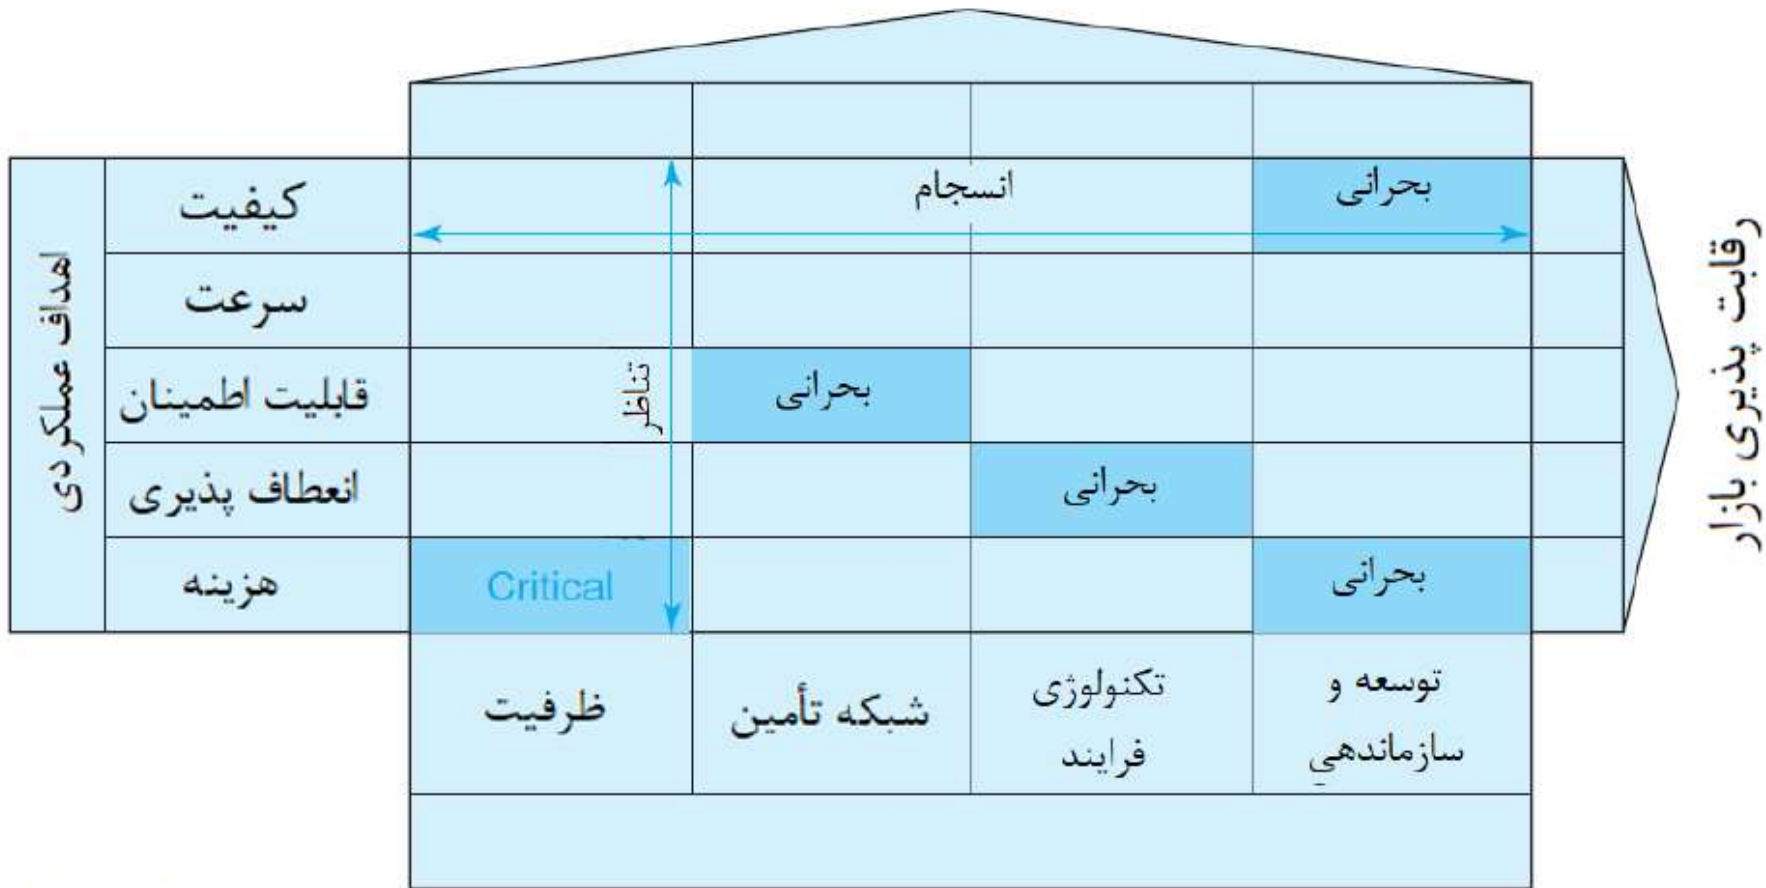 کیفیت
انسجام
بحرانی
سرعت
قابلیت اطمینان
تناظر
بحرانی
انعطاف پذیری
بحرانی
هزینه
Critical
بحرانی
اهداف عملکردی
رقابت پذیری بازار
ظرفیت
شبکه تأمین
تکنولوژی
فرایند
توسعه و
سازماندهی